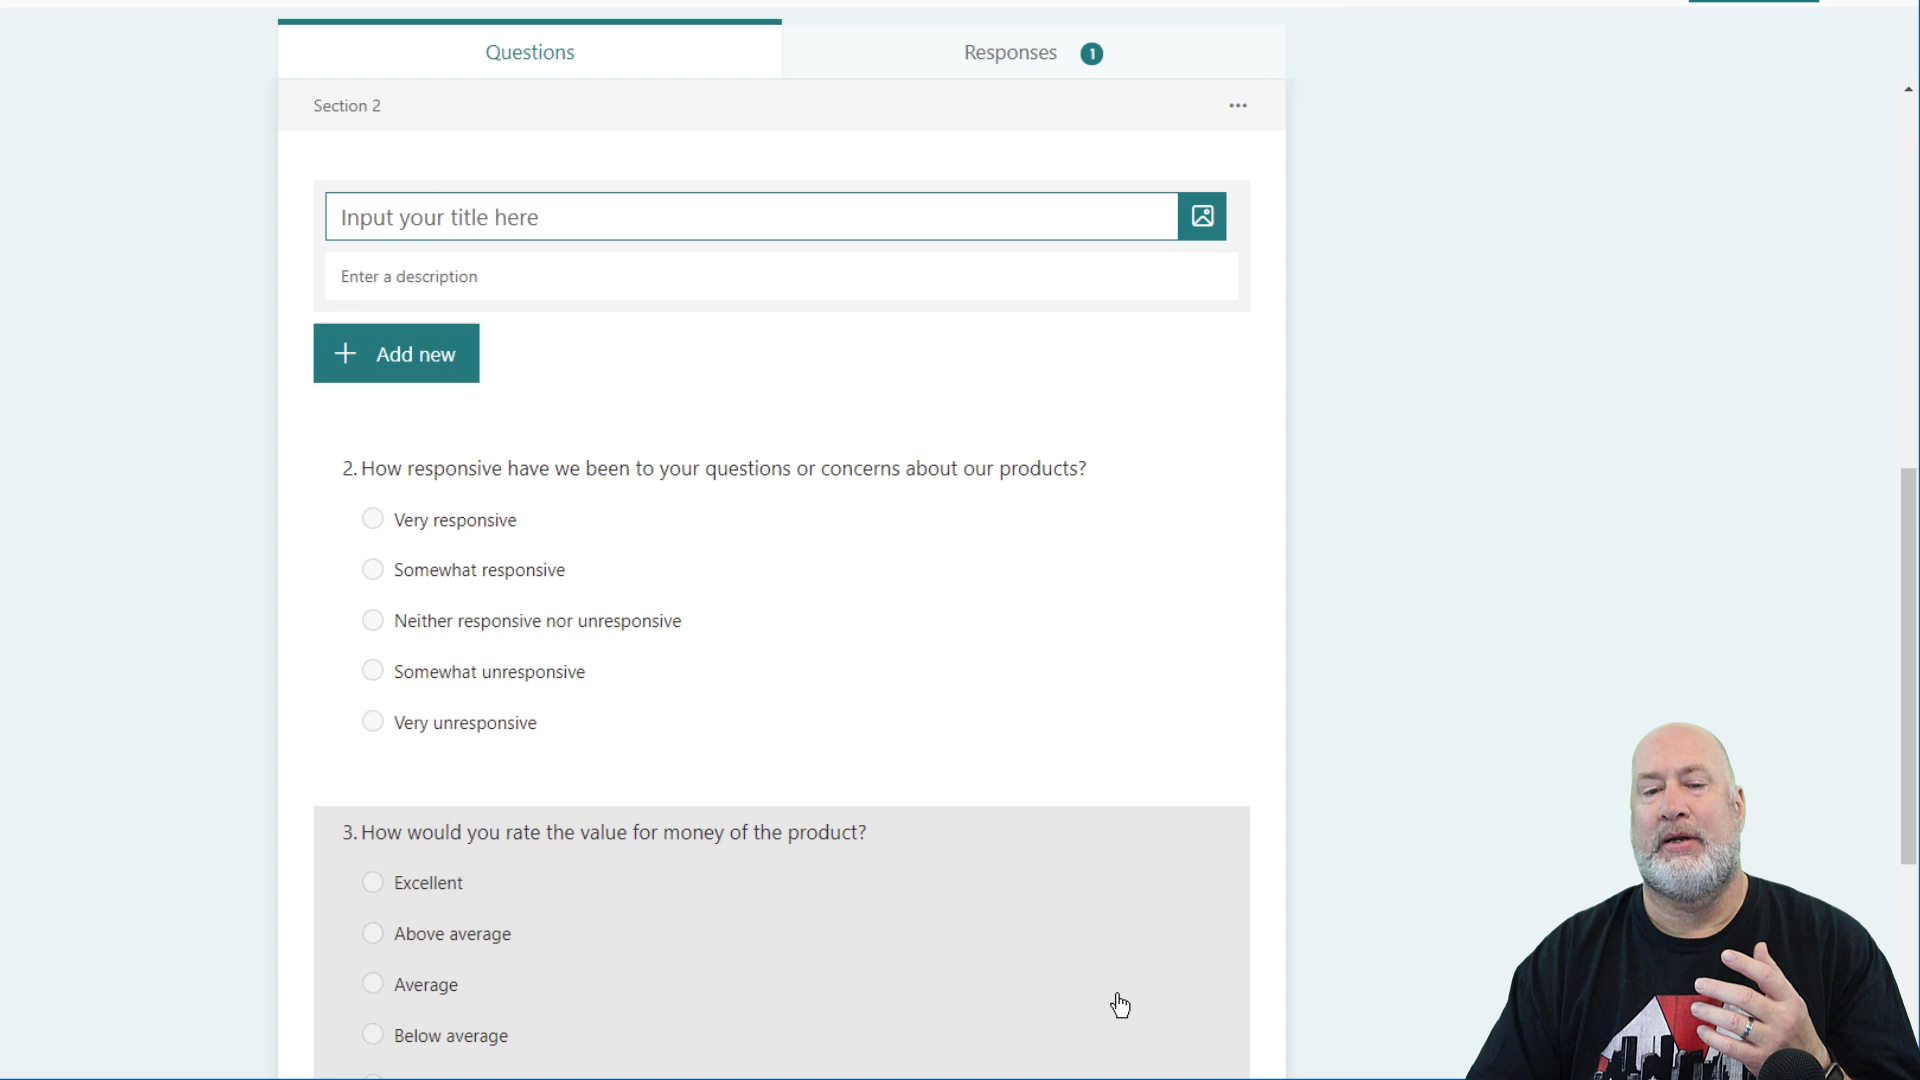 Questions
Responses 1
Section 2
Input your title here
Enter a description
Add new
2. How responsive have we been to your questions or concerns about our products?
Very responsive
Somewhat responsive
Neither responsive nor unresponsive
Somewhat unresponsive
Very unresponsive
3. How would you rate the value for money of the product?
Excellent
Above average
Average
Below average